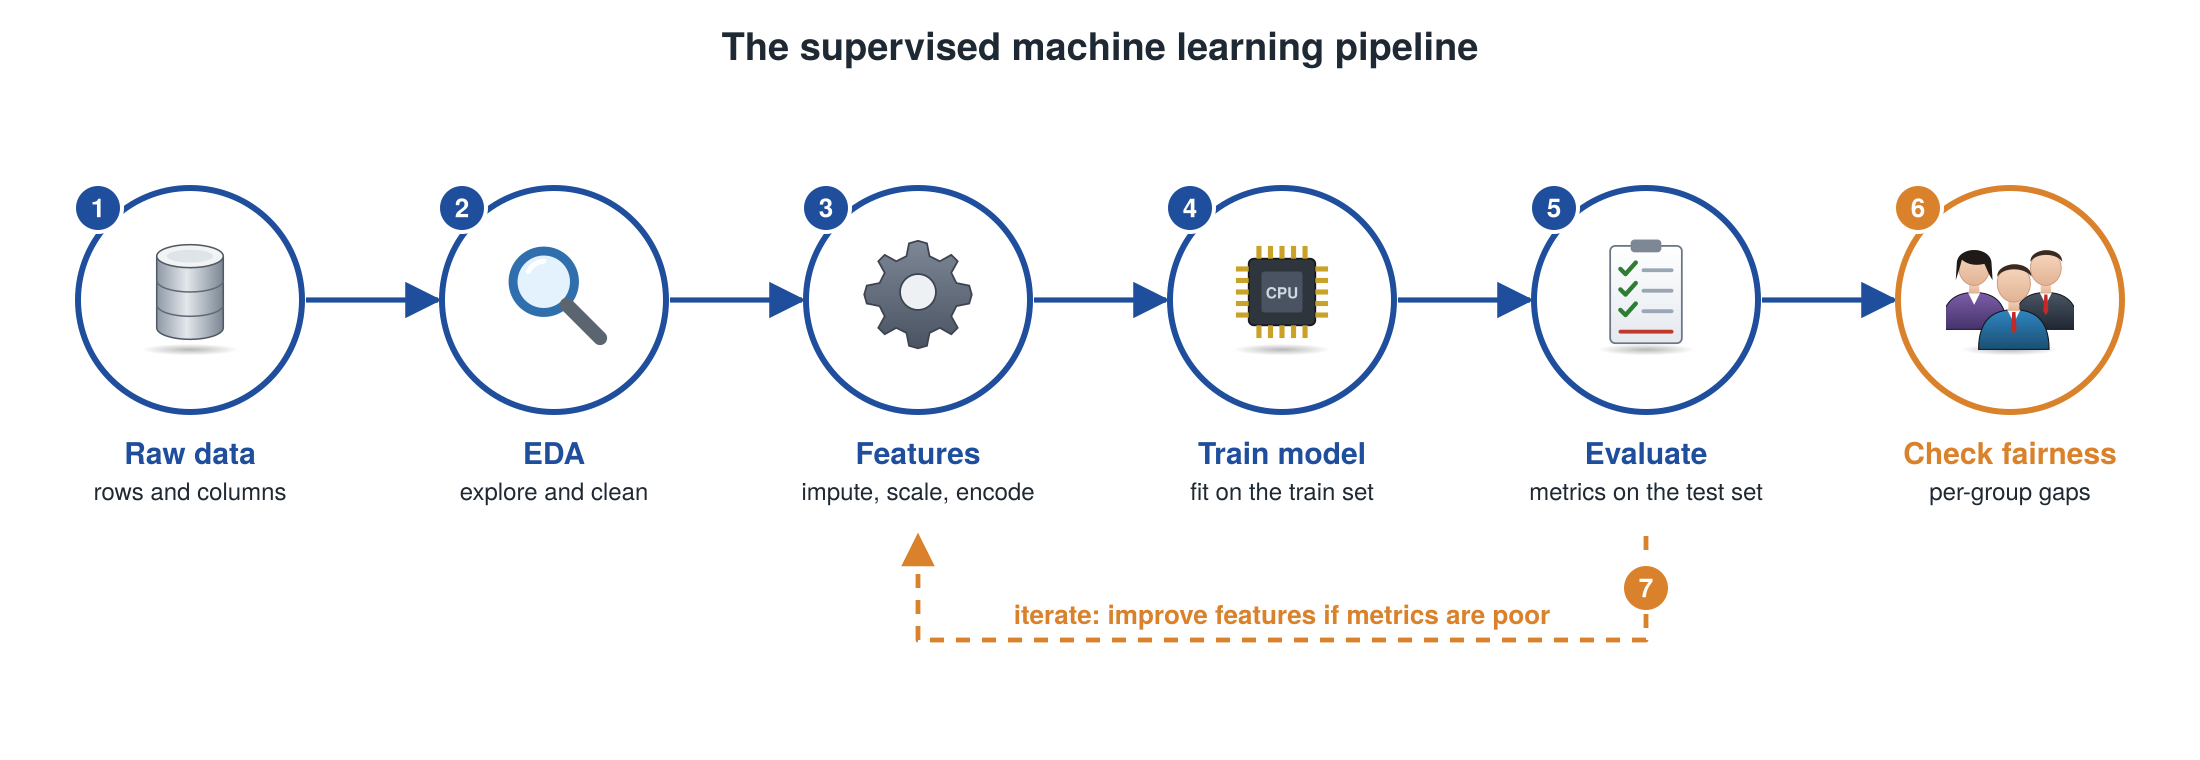 The supervised machine learning pipeline
1
2
3
4
5
6
CPU
Raw data
EDA
Features
Train model
Evaluate
Check fairness
rows and columns
explore and clean
impute, scale, encode
fit on the train set
metrics on the test set
per-group gaps
7
iterate: improve features if metrics are poor